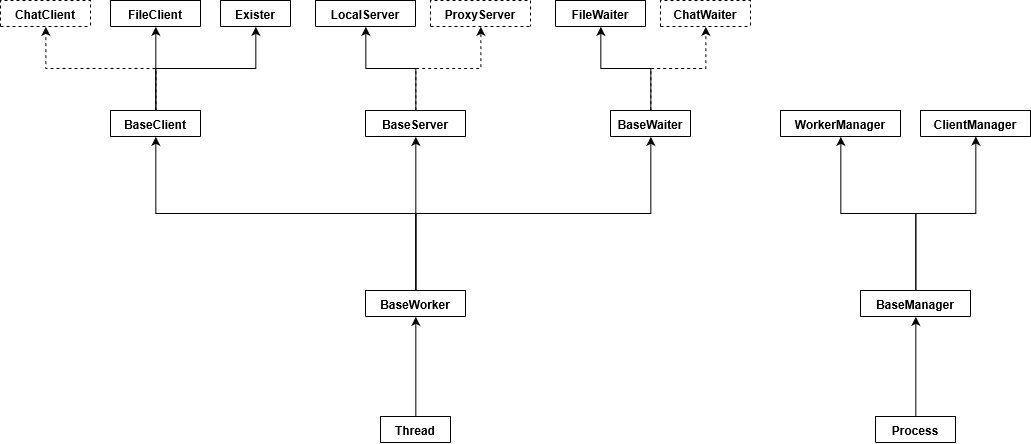 ChatClient
FileClient
Exister
LocalServer
ProxyServer
FileWaiter
ChatWaiter
BaseClient
BaseServer
BaseWaiter
WorkerManager
ClientManager
BaseWorker
BaseManager
Thread
Process